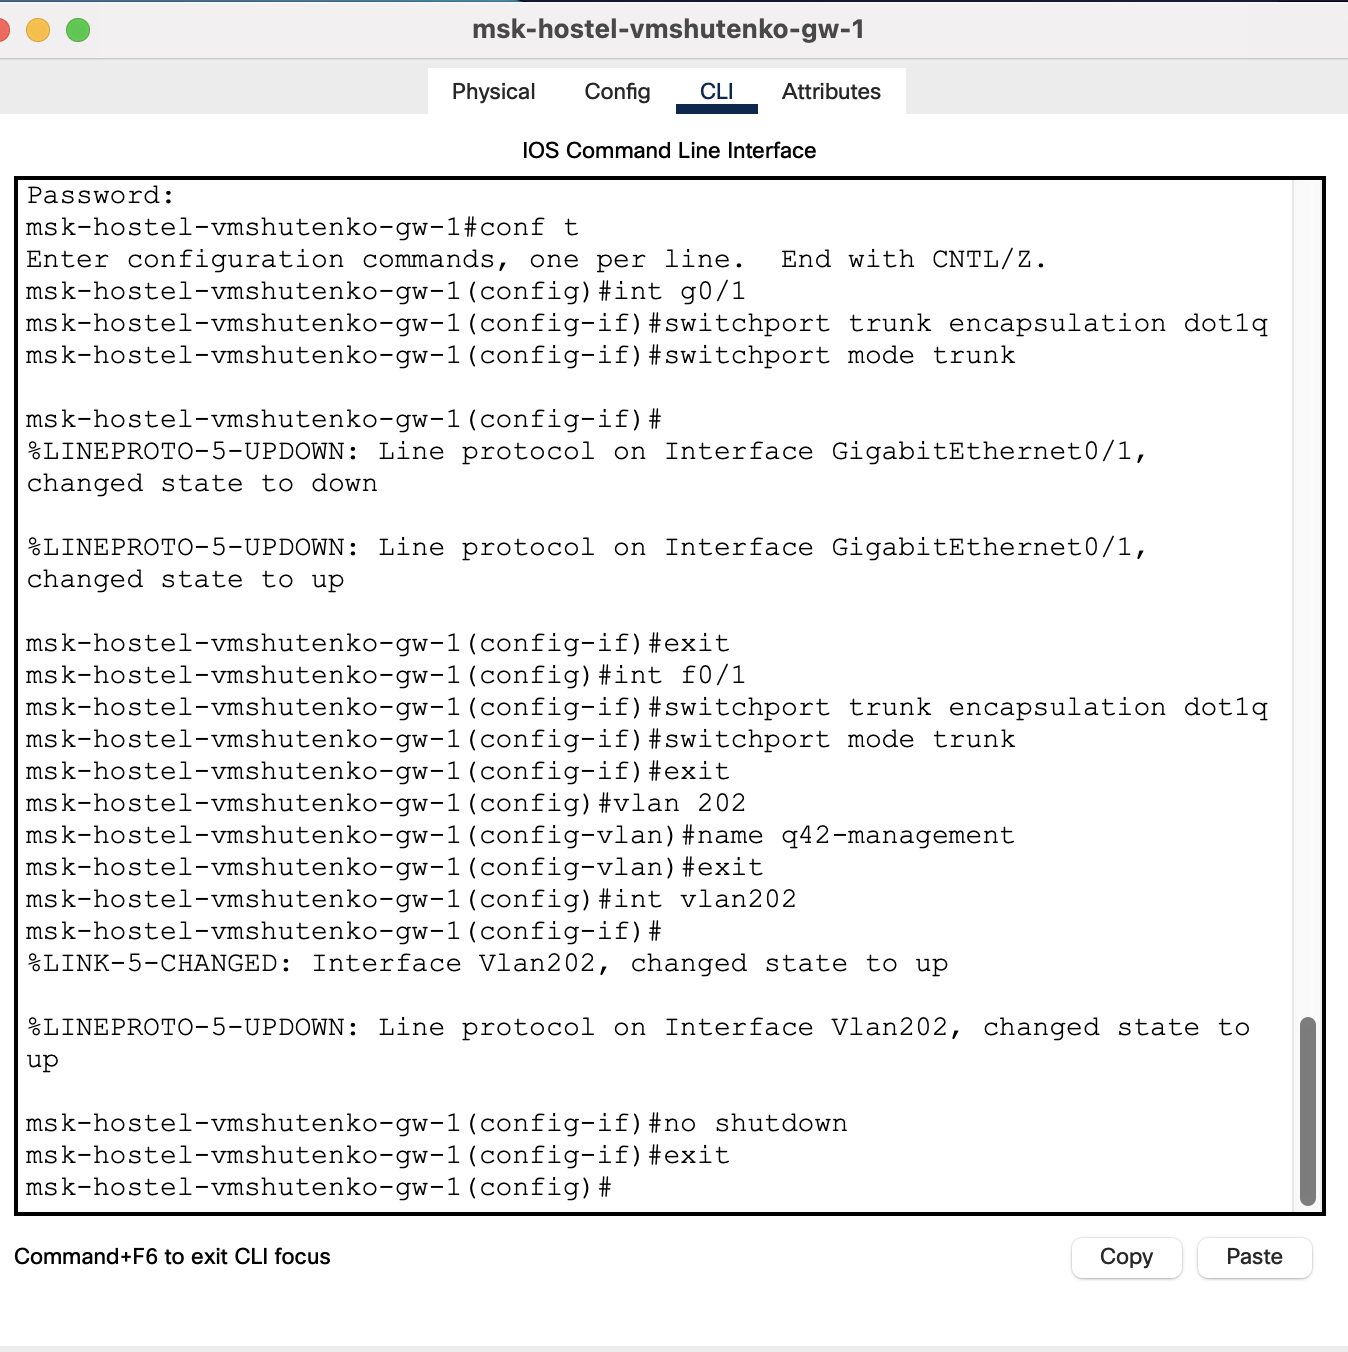 msk-hostel-vmshutenko-gw-1
Physical Config CLI Attributes
IOS Command Line Interface
Password:
msk-hostel-vmshutenko-gw-1#conf t
Enter configuration commands, one per line.  End with CNTL/Z.
msk-hostel-vmshutenko-gw-1(config)#int g0/1
msk-hostel-vmshutenko-gw-1(config-if)#switchport trunk encapsulation dot1q
msk-hostel-vmshutenko-gw-1(config-if)#switchport mode trunk
msk-hostel-vmshutenko-gw-1(config-if)#
%LINEPROTO-5-UPDOWN: Line protocol on Interface GigabitEthernet0/1,
changed state to down
%LINEPROTO-5-UPDOWN: Line protocol on Interface GigabitEthernet0/1,
changed state to up
msk-hostel-vmshutenko-gw-1(config-if)#exit
msk-hostel-vmshutenko-gw-1(config)#int f0/1
msk-hostel-vmshutenko-gw-1(config-if)#switchport trunk encapsulation dot1q
msk-hostel-vmshutenko-gw-1(config-if)#switchport mode trunk
msk-hostel-vmshutenko-gw-1(config-if)#exit
msk-hostel-vmshutenko-gw-1(config)#vlan 202
msk-hostel-vmshutenko-gw-1(config-vlan)#name q42-management
msk-hostel-vmshutenko-gw-1(config-vlan)#exit
msk-hostel-vmshutenko-gw-1(config)#int vlan202
msk-hostel-vmshutenko-gw-1(config-if)#
%LINK-5-CHANGED: Interface Vlan202, changed state to up
%LINEPROTO-5-UPDOWN: Line protocol on Interface Vlan202, changed state to
up
msk-hostel-vmshutenko-gw-1(config-if)#no shutdown
msk-hostel-vmshutenko-gw-1(config-if)#exit
msk-hostel-vmshutenko-gw-1(config)#
Command+F6 to exit CLI focus
Copy Paste